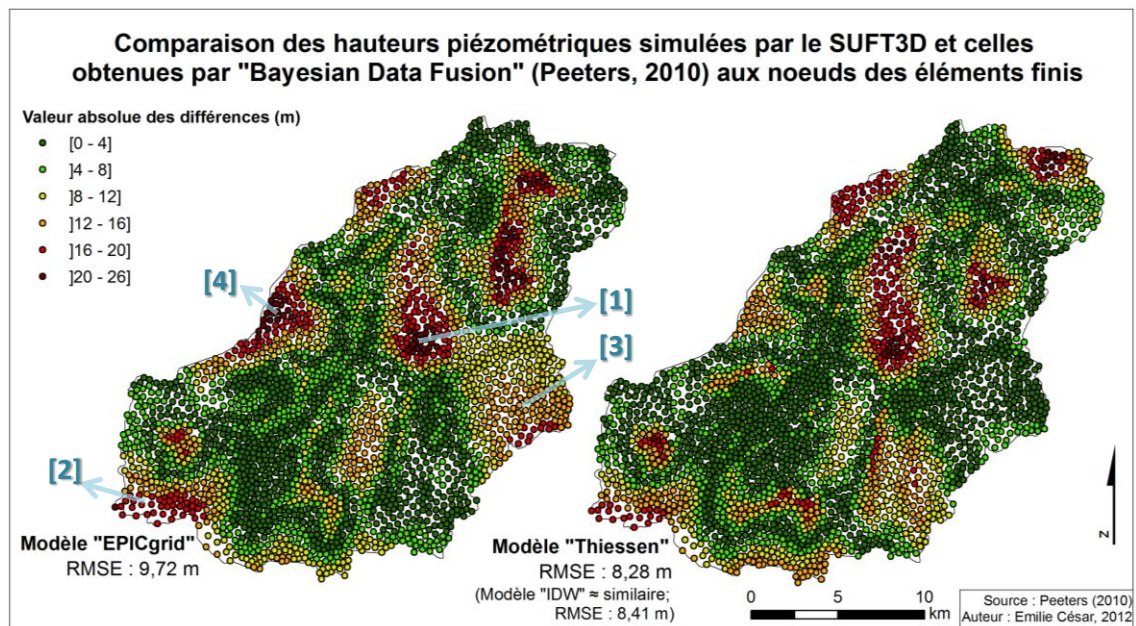 Comparaison des hauteurs piézométriques simulées par le SUFT3D et celles
obtenues par "Bayesian Data Fusion" (Peeters, 2010) aux noeuds des éléments finis
Valeur absolue des différences (m)
[0 - 4]
]4 - 8]
]8 - 12]
]12 - 16]
]16 - 20]
]20 - 26]
[4]
[1]
[3]
[2]
Modèle "EPICgrid"
RMSE : 9,72 m
Modèle "Thiessen"
RMSE : 8,28 m
(Modèle "IDW" ≈ similaire;
RMSE : 8,41 m)
0 5 10
km
N
Source : Peeters (2010)
Auteur : Emilie César, 2012